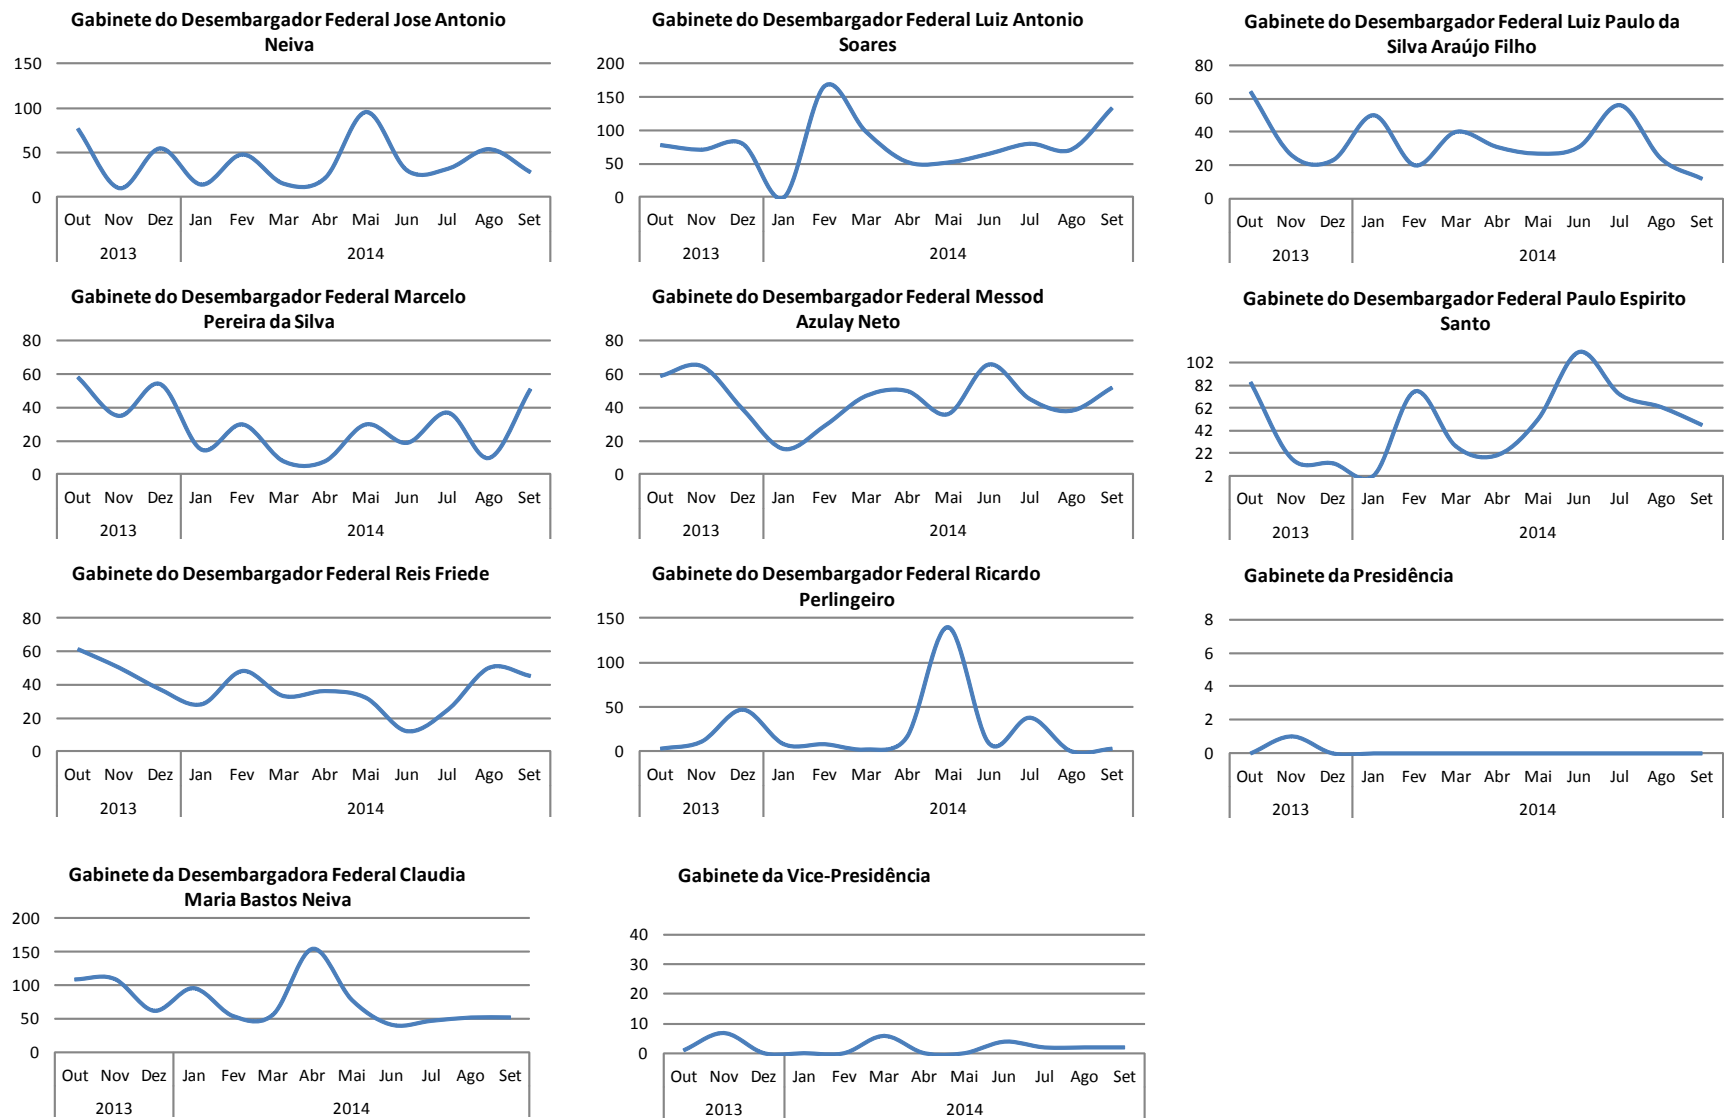 Gabinete do Desembargador Federal Jose Antonio
Neiva
150
100
50
0
Out Nov Dez Jan Fev Mar Abr Mai Jun Jul Ago Set
2013 2014
Gabinete do Desembargador Federal Luiz Antonio
Soares
200
150
100
50
0
Out Nov Dez Jan Fev Mar Abr Mai Jun Jul Ago Set
2013 2014
Gabinete do Desembargador Federal Luiz Paulo da
Silva Araújo Filho
80
60
40
20
0
Out Nov Dez Jan Fev Mar Abr Mai Jun Jul Ago Set
2013 2014
Gabinete do Desembargador Federal Marcelo
Pereira da Silva
80
60
40
20
0
Out Nov Dez Jan Fev Mar Abr Mai Jun Jul Ago Set
2013 2014
Gabinete do Desembargador Federal Messod
Azulay Neto
80
60
40
20
0
Out Nov Dez Jan Fev Mar Abr Mai Jun Jul Ago Set
2013 2014
Gabinete do Desembargador Federal Paulo Espirito
Santo
102
82
62
42
22
2
Out Nov Dez Jan Fev Mar Abr Mai Jun Jul Ago Set
2013 2014
Gabinete do Desembargador Federal Reis Friede
80
60
40
20
0
Out Nov Dez Jan Fev Mar Abr Mai Jun Jul Ago Set
2013 2014
Gabinete do Desembargador Federal Ricardo
Perlingeiro
150
100
50
0
Out Nov Dez Jan Fev Mar Abr Mai Jun Jul Ago Set
2013 2014
Gabinete da Presidência
8
6
4
2
0
Out Nov Dez Jan Fev Mar Abr Mai Jun Jul Ago Set
2013 2014
Gabinete da Desembargadora Federal Claudia
Maria Bastos Neiva
200
150
100
50
0
Out Nov Dez Jan Fev Mar Abr Mai Jun Jul Ago Set
2013 2014
Gabinete da Vice-Presidência
40
30
20
10
0
Out Nov Dez Jan Fev Mar Abr Mai Jun Jul Ago Set
2013 2014